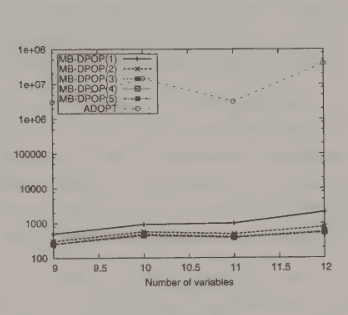 1e+08
1e+07
1e+06
100000
10000
1000
100
MB-DPOP(1)
MB-DPOP(2)
MB-DPOP(3)
MB-DPOP(4)
MB-DPOP(5)
ADOPT
9 9.5 10 10.5 11 11.5 12
Number of variables